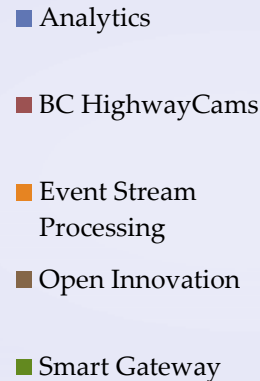 Analytics
BC HighwayCams
Event Stream
Processing
Open Innovation
Smart Gateway